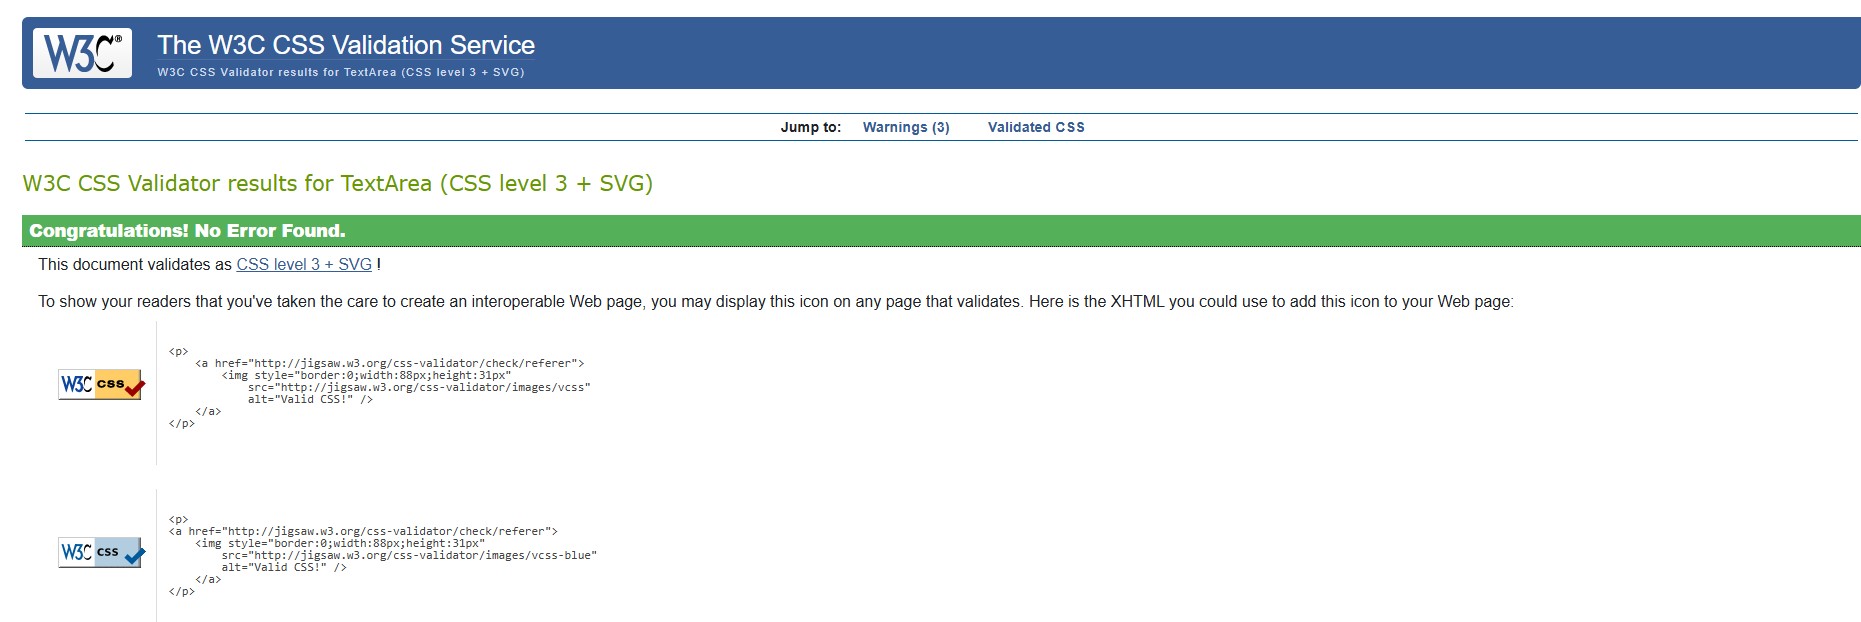 W3C®
The W3C CSS Validation Service
W3C CSS Validator results for TextArea (CSS level 3 + SVG)
Jump to: Warnings (3) Validated CSS
W3C CSS Validator results for TextArea (CSS level 3 + SVG)
Congratulations! No Error Found.
This document validates as CSS level 3 + SVG !
To show your readers that you've taken the care to create an interoperable Web page, you may display this icon on any page that validates. Here is the XHTML you could use to add this icon to your Web page:
W3C css
<p>
    <a href="http://jigsaw.w3.org/css-validator/check/referer">
        <img style="border:0;width:88px;height:31px"
            src="http://jigsaw.w3.org/css-validator/images/vcss"
            alt="Valid CSS!" />
    </a>
</p>
W3C css
<p>
<a href="http://jigsaw.w3.org/css-validator/check/referer">
    <img style="border:0;width:88px;height:31px"
        src="http://jigsaw.w3.org/css-validator/images/vcss-blue"
        alt="Valid CSS!" />
    </a>
</p>